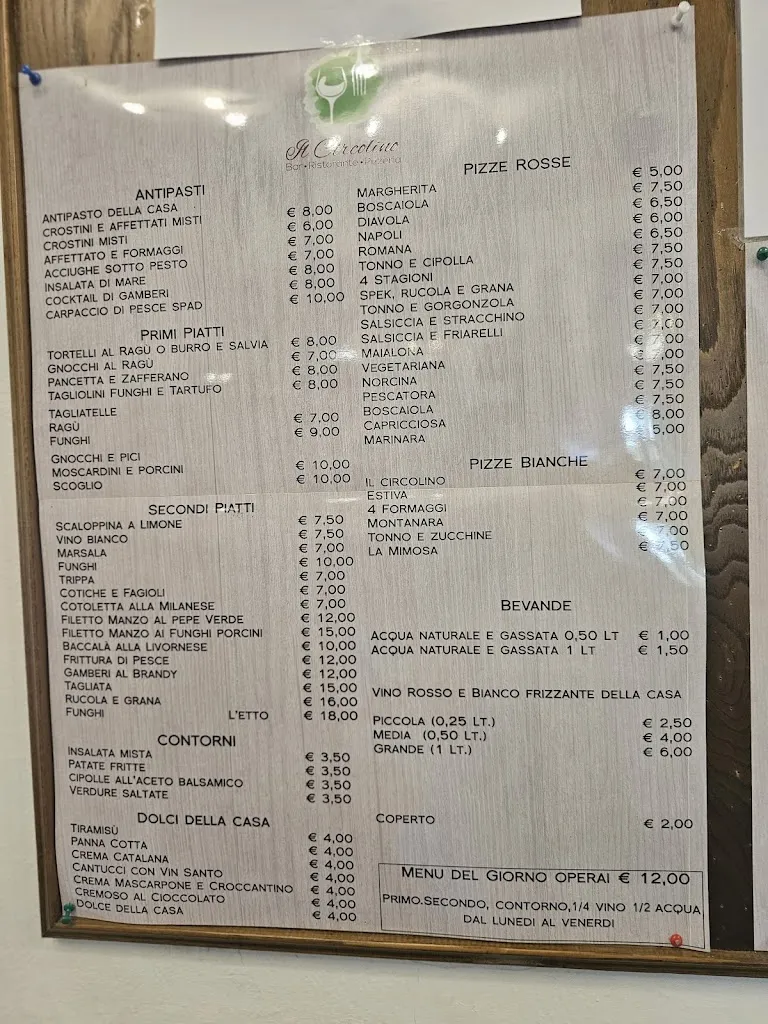 Il Circolino
Bar•Ristorante•Pizzeria
ANTIPASTI
ANTIPASTO DELLA CASA
CROSTINI E AFFETTATI MISTI € 8,00
CROSTINI MISTI € 6,00
AFFETTATO E FORMAGGI € 7,00
ACCIUGHE SOTTO PESTO € 7,00
INSALATA DI MARE € 8,00
COCKTAIL DI GAMBERI € 8,00
CARPACCIO DI PESCE SPAD € 10,00
PRIMI PIATTI
TORTELLI AL RAGÙ O BURRO E SALVIA € 8,00
GNOCCHI AL RAGÙ € 7,00
PANCETTA E ZAFFERANO € 8,00
TAGLIOLINI FUNGHI E TARTUFO € 8,00
TAGLIATELLE
RAGÙ € 7,00
FUNGHI € 9,00
GNOCCHI E PICI
MOSCARDINI E PORCINI € 10,00
SCOGLIO € 10,00
SECONDI PIATTI
SCALOPPINA A LIMONE € 7,50
VINO BIANCO € 7,50
MARSALA € 7,00
FUNGHI € 10,00
TRIPPA € 7,00
COTICHE E FAGIOLI € 7,00
COTOLETTA ALLA MILANESE € 7,00
FILETTO MANZO AL PEPE VERDE € 12,00
FILETTO MANZO AI FUNGHI PORCINI € 15,00
BACCALÀ ALLA LIVORNESE € 10,00
FRITTURA DI PESCE € 12,00
GAMBERI AL BRANDY € 12,00
TAGLIATA € 15,00
RUCOLA E GRANA € 16,00
FUNGHI L'ETTO € 18,00
CONTORNI
INSALATA MISTA € 3,50
PATATE FRITTE € 3,50
CIPOLLE ALL'ACETO BALSAMICO € 3,50
VERDURE SALTATE € 3,50
DOLCI DELLA CASA
TIRAMISÙ € 4,00
PANNA COTTA € 4,00
CREMA CATALANA € 4,00
CANTUCCI CON VIN SANTO € 4,00
CREMA MASCARPONE E CROCCANTINO € 4,00
CREMOSO AL CIOCCOLATO € 4,00
DOLCE DELLA CASA € 4,00
PIZZE ROSSE
MARGHERITA € 5,00
BOSCAIOLA € 7,50
DIAVOLA € 6,50
NAPOLI € 6,00
ROMANA € 6,50
TONNO E CIPOLLA € 7,50
4 STAGIONI € 7,00
SPEK, RUCOLA E GRANA € 7,00
TONNO E GORGONZOLA € 7,00
SALSICCIA E STRACCHINO € 7,00
SALSICCIA E FRIARELLI € 7,00
MAIALONA € 7,00
VEGETARIANA € 7,00
NORCINA € 7,50
PESCATORA € 7,50
BOSCAIOLA € 7,50
CAPRICCIOSA € 8,00
MARINARA € 5,00
PIZZE BIANCHE
IL CIRCOLINO € 7,00
ESTIVA € 7,00
4 FORMAGGI € 7,00
MONTANARA € 7,00
TONNO E ZUCCHINE € 7,00
LA MIMOSA € 7,50
BEVANDE
ACQUA NATURALE E GASSATA 0,50 LT € 1,00
ACQUA NATURALE E GASSATA 1 LT € 1,50
VINO ROSSO E BIANCO FRIZZANTE DELLA CASA
PICCOLA (0,25 LT.) € 2,50
MEDIA (0,50 LT.) € 4,00
GRANDE (1 LT.) € 6,00
COPERTO € 2,00
MENU DEL GIORNO OPERAI € 12,00
PRIMO.SECONDO, CONTORNO,1/4 VINO 1/2 ACQUA
DAL LUNEDI AL VENERDI